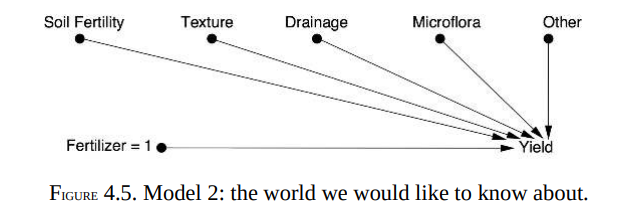 Soil Fertility Texture Drainage Microflora Other
Fertilizer = 1 Yield
FIGURE 4.5. Model 2: the world we would like to know about.